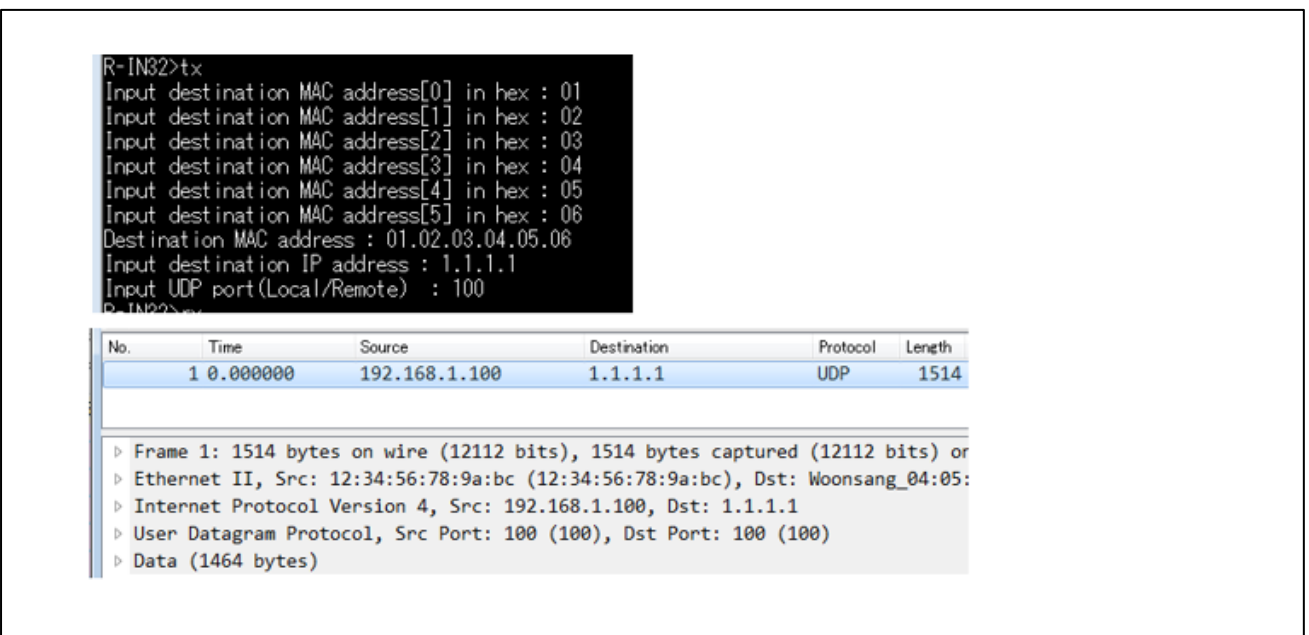 R-IN32>tx
Input destination MAC address[0] in hex : 01
Input destination MAC address[1] in hex : 02
Input destination MAC address[2] in hex : 03
Input destination MAC address[3] in hex : 04
Input destination MAC address[4] in hex : 05
Input destination MAC address[5] in hex : 06
Destination MAC address : 01.02.03.04.05.06
Input destination IP address : 1.1.1.1
Input UDP port(Local/Remote) : 100
No. Time Source Destination Protocol Length
1 0.000000 192.168.1.100 1.1.1.1 UDP 1514
Frame 1: 1514 bytes on wire (12112 bits), 1514 bytes captured (12112 bits) on
Ethernet II, Src: 12:34:56:78:9a:bc (12:34:56:78:9a:bc), Dst: Woonsang_04:05:
Internet Protocol Version 4, Src: 192.168.1.100, Dst: 1.1.1.1
User Datagram Protocol, Src Port: 100 (100), Dst Port: 100 (100)
Data (1464 bytes)